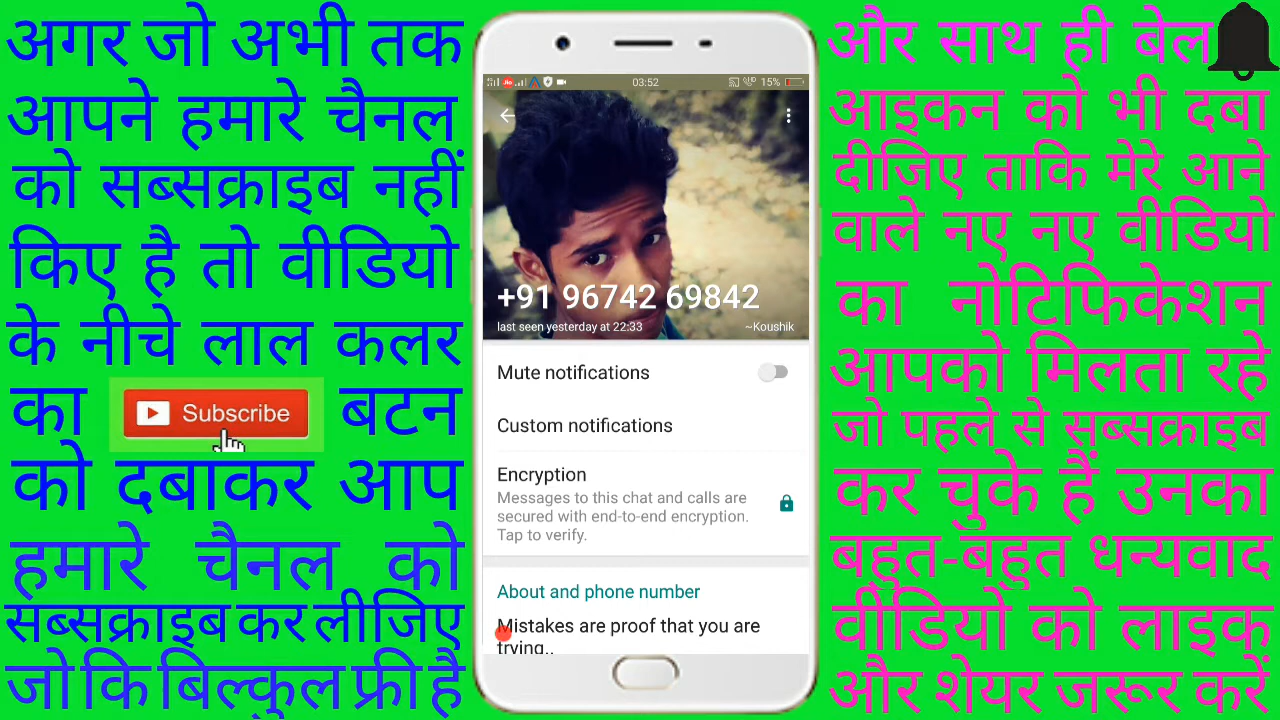 अगर जो अभी तक
आपने हमारे चैनल
को सब्सक्राइब नहीं
किए है तो वीडियो
के नीचे लाल कलर
का Subscribe बटन
को दबाकर आप
हमारे चैनल को
सब्सक्राइब कर लीजिए
जो कि बिल्कुल फ्री है
Jio 03:52 15%
+91 96742 69842
last seen yesterday at 22:33 ~Koushik
Mute notifications
Custom notifications
Encryption
Messages to this chat and calls are
secured with end-to-end encryption.
Tap to verify.
About and phone number
Mistakes are proof that you are
trying..
और साथ ही बेल
आइकन को भी दबा
दीजिए ताकि मेरे आने
वाले नए नए वीडियो
का नोटिफिकेशन
आपको मिलता रहे
जो पहले से सब्सक्राइब
कर चुके हैं उनका
बहुत-बहुत धन्यवाद
वीडियो को लाइक
और शेयर जरूर करें